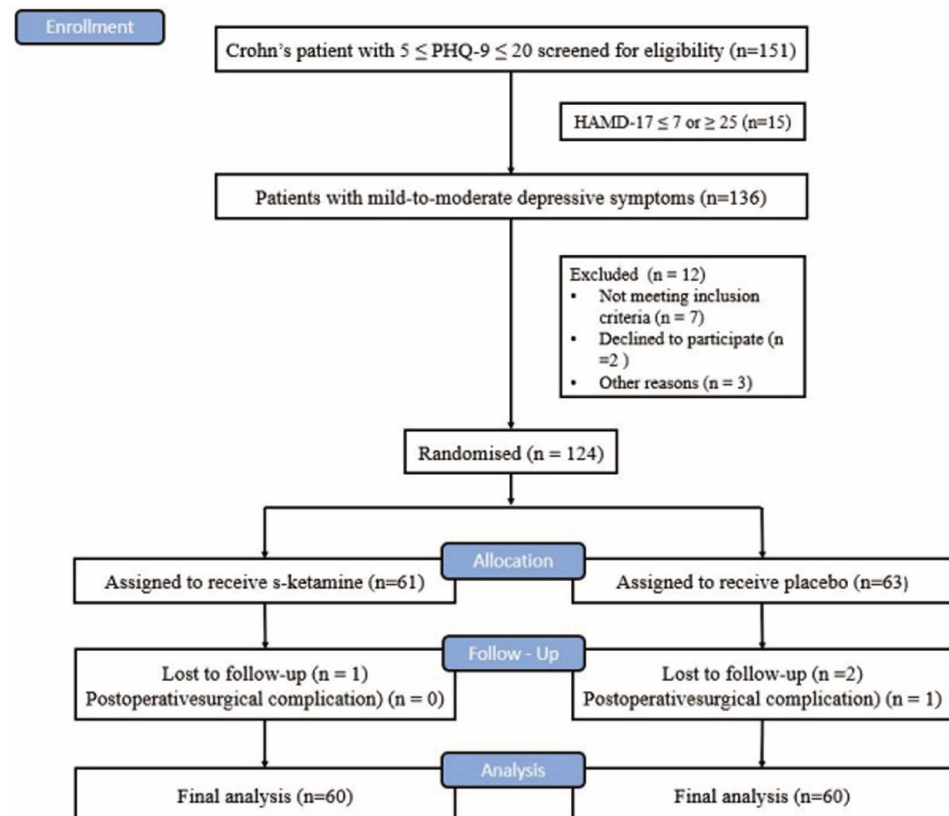 Enrollment
Crohn's patient with 5 ≤ PHQ-9 ≤ 20 screened for eligibility (n=151)
HAMD-17 ≤ 7 or ≥ 25 (n=15)
Patients with mild-to-moderate depressive symptoms (n=136)
Excluded (n = 12)
• Not meeting inclusion
criteria (n = 7)
• Declined to participate (n
=2 )
• Other reasons (n = 3)
Randomised (n = 124)
Allocation
Assigned to receive s-ketamine (n=61)
Assigned to receive placebo (n=63)
Follow - Up
Lost to follow-up (n = 1)
Postoperativesurgical complication) (n = 0)
Lost to follow-up (n =2)
Postoperativesurgical complication) (n = 1)
Analysis
Final analysis (n=60)
Final analysis (n=60)